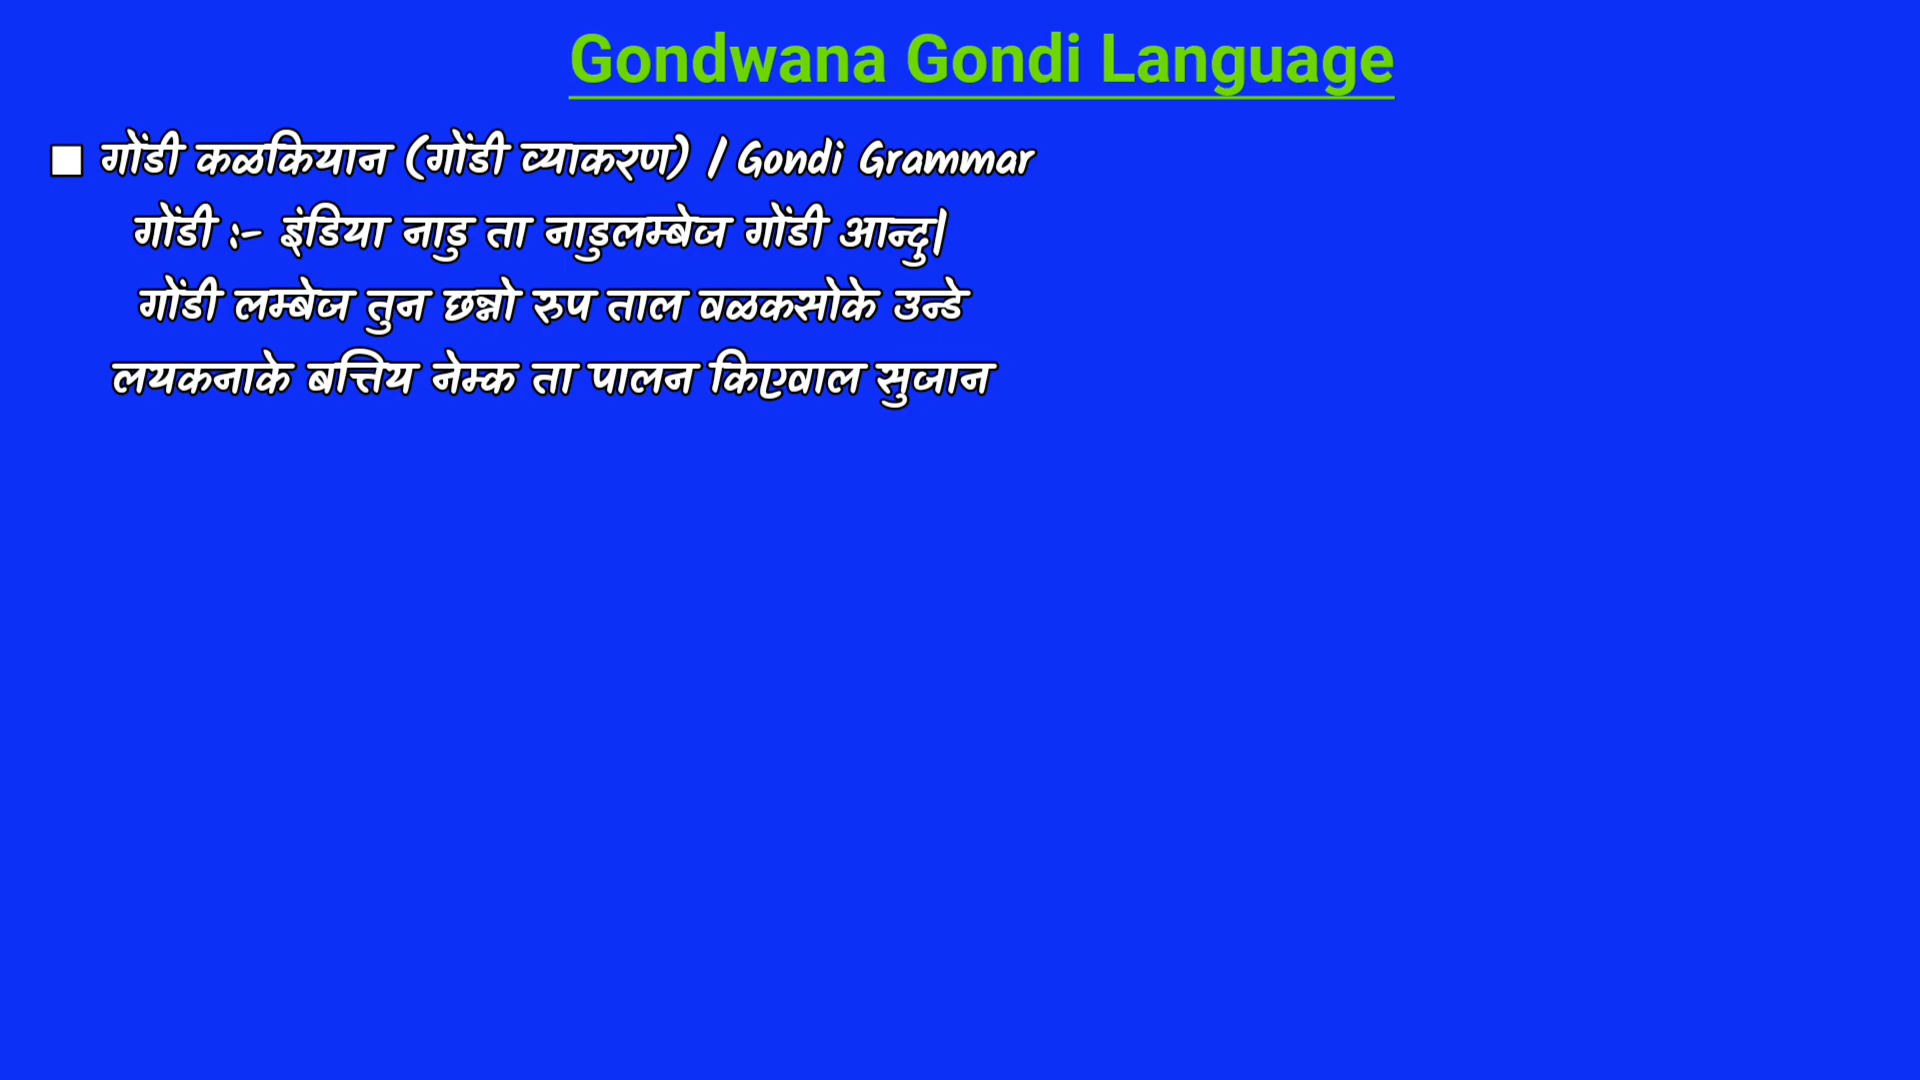 Gondwana Gondi Language
■ गोंडी कळकियान (गोंडी व्याकरण) / Gondi Grammar
गोंडी :- इंडिया नाडु ता नाडुलम्बेज गोंडी आन्दु|
गोंडी लम्बेज तुन छन्नो रुप ताल वळकसोके उन्डे
लयकनाके बत्तिय नेम्क ता पालन किएवाल सुजान